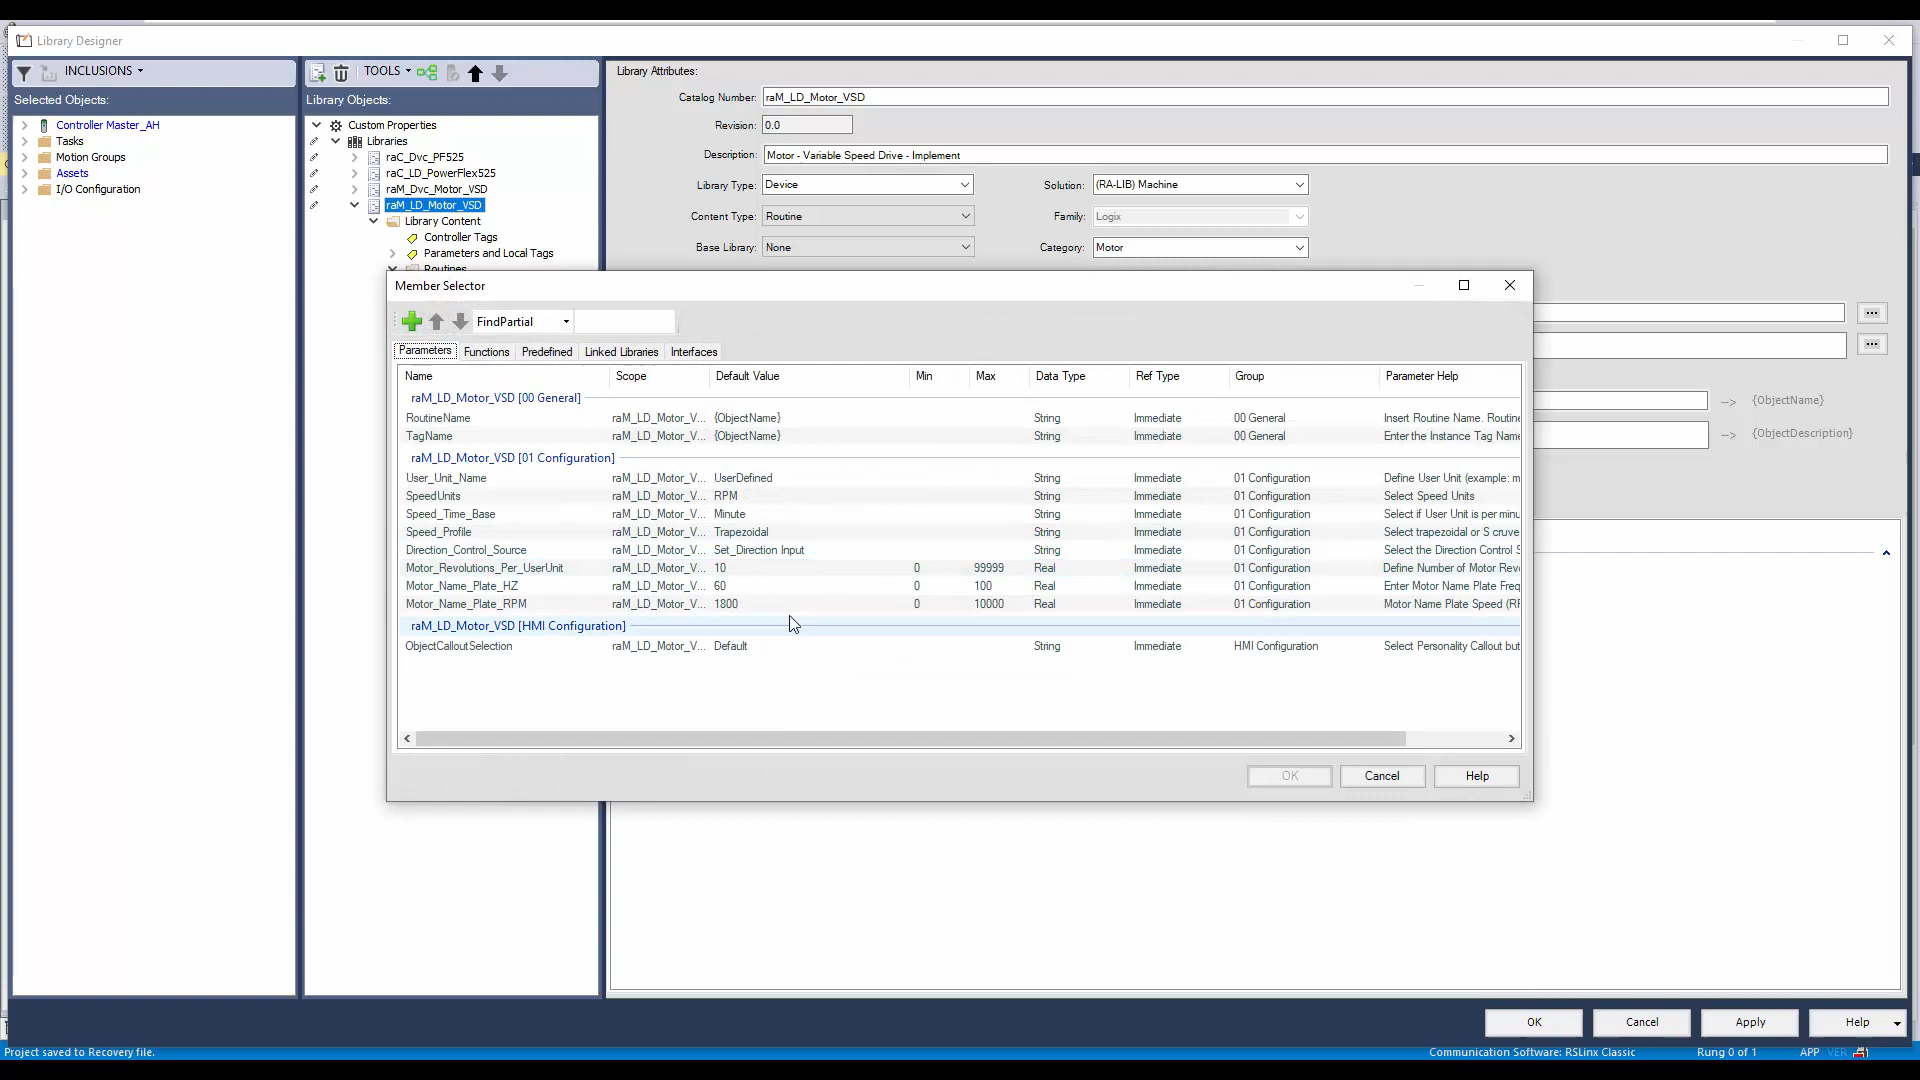 Library Designer
INCLUSIONS
TOOLS
Selected Objects:
Library Objects:
Controller Master_AH
Tasks
Motion Groups
Assets
I/O Configuration
Custom Properties
Libraries
raC_Dvc_PF525
raC_LD_PowerFlex525
raM_Dvc_Motor_VSD
raM_LD_Motor_VSD
Library Content
Controller Tags
Parameters and Local Tags
Routines
Library Attributes:
Catalog Number: raM_LD_Motor_VSD
Revision: 0.0
Description: Motor - Variable Speed Drive - Implement
Library Type: Device Solution: (RA-LIB) Machine
Content Type: Routine Family: Logix
Base Library: None Category: Motor
--> {ObjectName}
--> {ObjectDescription}
Member Selector
FindPartial
Parameters Functions Predefined Linked Libraries Interfaces
Name Scope Default Value Min Max Data Type Ref Type Group Parameter Help
raM_LD_Motor_VSD [00 General]
RoutineName raM_LD_Motor_V... {ObjectName} String Immediate 00 General Insert Routine Name. Routine
TagName raM_LD_Motor_V... {ObjectName} String Immediate 00 General Enter the Instance Tag Name
raM_LD_Motor_VSD [01 Configuration]
User_Unit_Name raM_LD_Motor_V... UserDefined String Immediate 01 Configuration Define User Unit (example: m
SpeedUnits raM_LD_Motor_V... RPM String Immediate 01 Configuration Select Speed Units
Speed_Time_Base raM_LD_Motor_V... Minute String Immediate 01 Configuration Select if User Unit is per minu
Speed_Profile raM_LD_Motor_V... Trapezoidal String Immediate 01 Configuration Select trapezoidal or S cruve
Direction_Control_Source raM_LD_Motor_V... Set_Direction Input String Immediate 01 Configuration Select the Direction Control S
Motor_Revolutions_Per_UserUnit raM_LD_Motor_V... 10 0 99999 Real Immediate 01 Configuration Define Number of Motor Revo
Motor_Name_Plate_HZ raM_LD_Motor_V... 60 0 100 Real Immediate 01 Configuration Enter Motor Name Plate Freq
Motor_Name_Plate_RPM raM_LD_Motor_V... 1800 0 10000 Real Immediate 01 Configuration Motor Name Plate Speed (RF
raM_LD_Motor_VSD [HMI Configuration]
ObjectCalloutSelection raM_LD_Motor_V... Default String Immediate HMI Configuration Select Personality Callout but
OK Cancel Help
OK Cancel Apply Help
Project saved to Recovery file.
Communication Software: RSLinx Classic Rung 0 of 1 APP VER